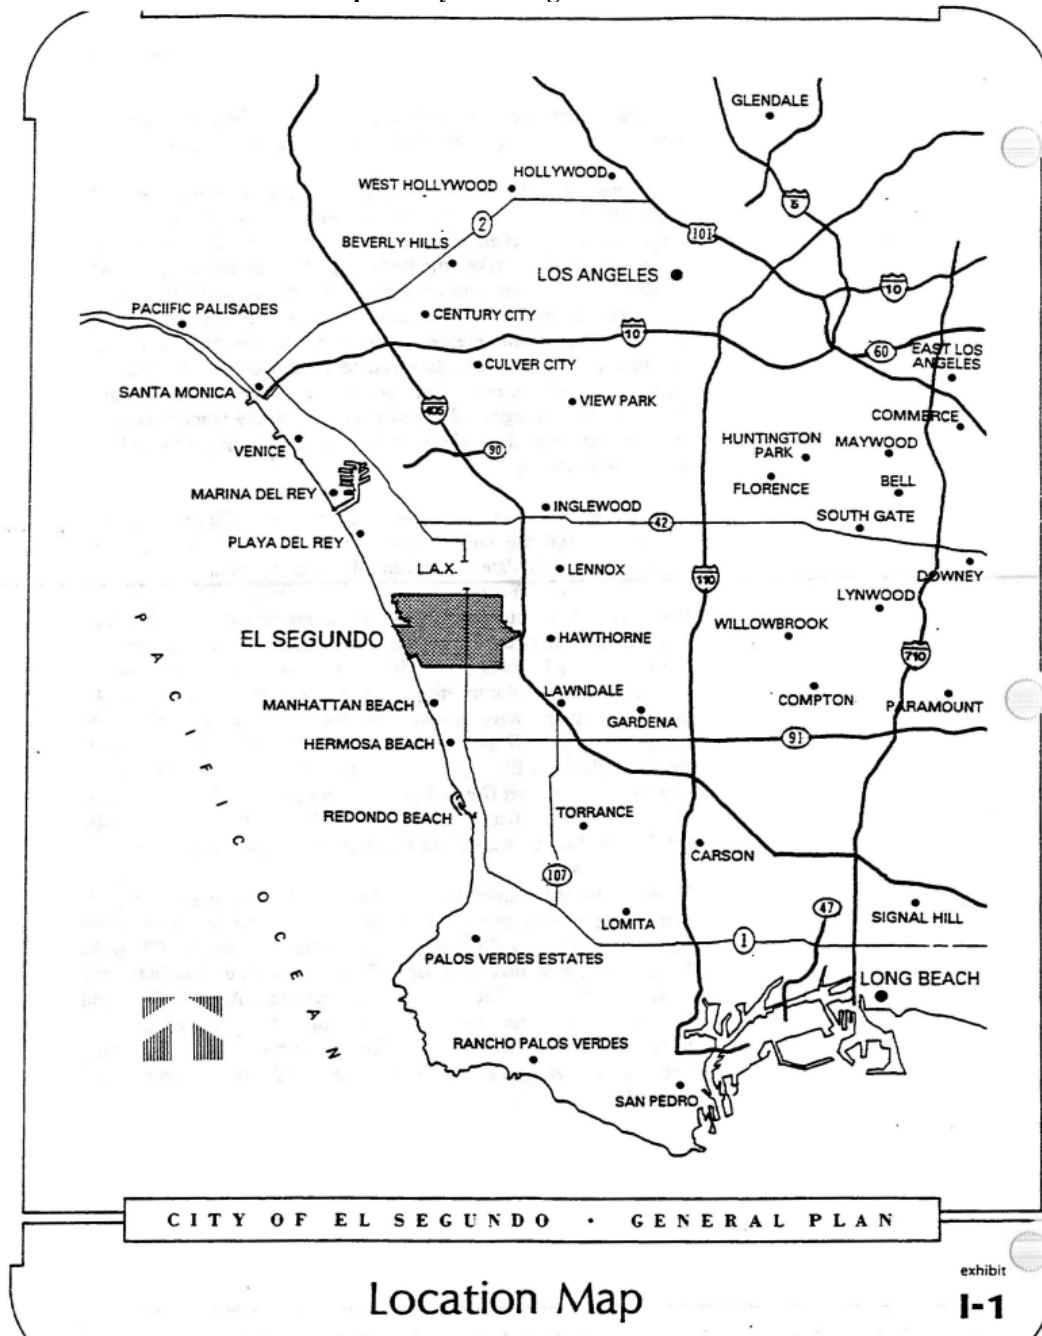 GLENDALE
HOLLYWOOD
WEST HOLLYWOOD
5
2
101
BEVERLY HILLS
LOS ANGELES
10
PACIIFIC PALISADES
CENTURY CITY
10
60
EAST LOS
ANGELES
CULVER CITY
SANTA MONICA
405
VIEW PARK
COMMERCE
HUNTINGTON
PARK
MAYWOOD
VENICE
90
FLORENCE
BELL
MARINA DEL REY
INGLEWOOD
42
SOUTH GATE
PLAYA DEL REY
L.A.X.
LENNOX
110
DOWNEY
LYNWOOD
EL SEGUNDO
HAWTHORNE
WILLOWBROOK
710
PACIFIC OCEAN
MANHATTAN BEACH
LAWNDALE
GARDENA
COMPTON
PARAMOUNT
HERMOSA BEACH
91
REDONDO BEACH
TORRANCE
CARSON
107
LOMITA
47
SIGNAL HILL
1
PALOS VERDES ESTATES
LONG BEACH
RANCHO PALOS VERDES
SAN PEDRO
CITY OF EL SEGUNDO · GENERAL PLAN
exhibit
Location Map
I-1